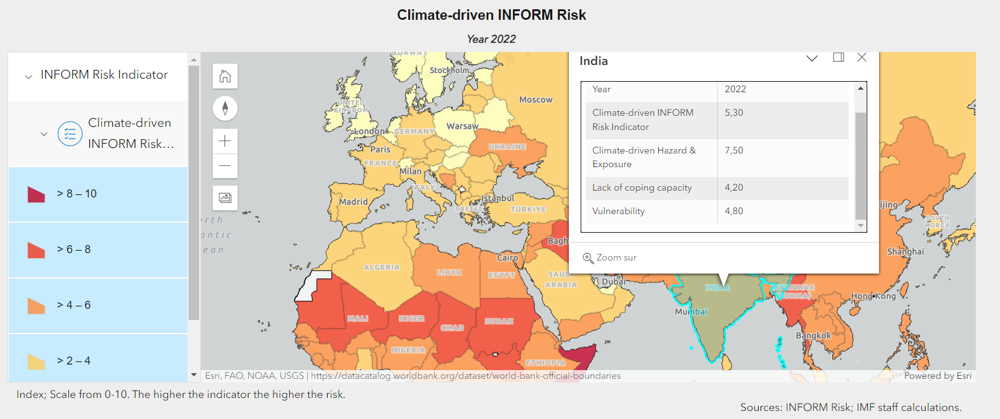 Climate-driven INFORM Risk
Year 2022
INFORM Risk Indicator
Climate-driven
INFORM Risk...
> 8 – 10
> 6 – 8
> 4 – 6
> 2 – 4
NORWAY
Stockholm
Moscow
UNITED
KINGDOM
London
GERMANY
Warsaw
Paris
UKRAINE
FRANCE
Milan
ITALY
Madrid
Istanbul
GREECE
TÜRKIYE
Bagh
Cairo
ALGERIA
LIBYA
EGYPT
SAUDI
ARABIA
Dubai
MALI
NIGER
CHAD
SUDAN
NIGERIA
ETHIOPIA
rth
antic
ean
India
Year 2022
Climate-driven INFORM
Risk Indicator 5,30
Climate-driven Hazard &
Exposure 7,50
Lack of coping capacity 4,20
Vulnerability 4,80
Zoom sur
INDIA
Mumbai
MYANMAR
(BURMA)
Bangkok
Hong Kong
Shanghai
ijing
SOUTH
KOREA
Esri, FAO, NOAA, USGS | https://datacatalog.worldbank.org/dataset/world-bank-official-boundaries
Powered by Esri
Index; Scale from 0-10. The higher the indicator the higher the risk.
Sources: INFORM Risk; IMF staff calculations.